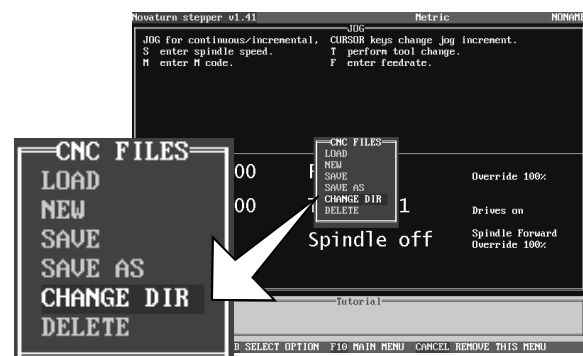 Novaturn stepper v1.41 Metric NONAM
JOG
JOG for continuous/incremental, CURSOR keys change jog increment.
S enter spindle speed. T perform tool change.
M enter M code. F enter feedrate.
CNC FILES
LOAD
NEW
SAVE
SAVE AS
CHANGE DIR
DELETE
CNC FILES
LOAD
NEW
SAVE
SAVE AS
CHANGE DIR
DELETE
00 F Override 100%
00 1 Drives on
Spindle off Spindle Forward
Override 100%
Tutorial
B SELECT OPTION F10 MAIN MENU CANCEL REMOVE THIS MENU